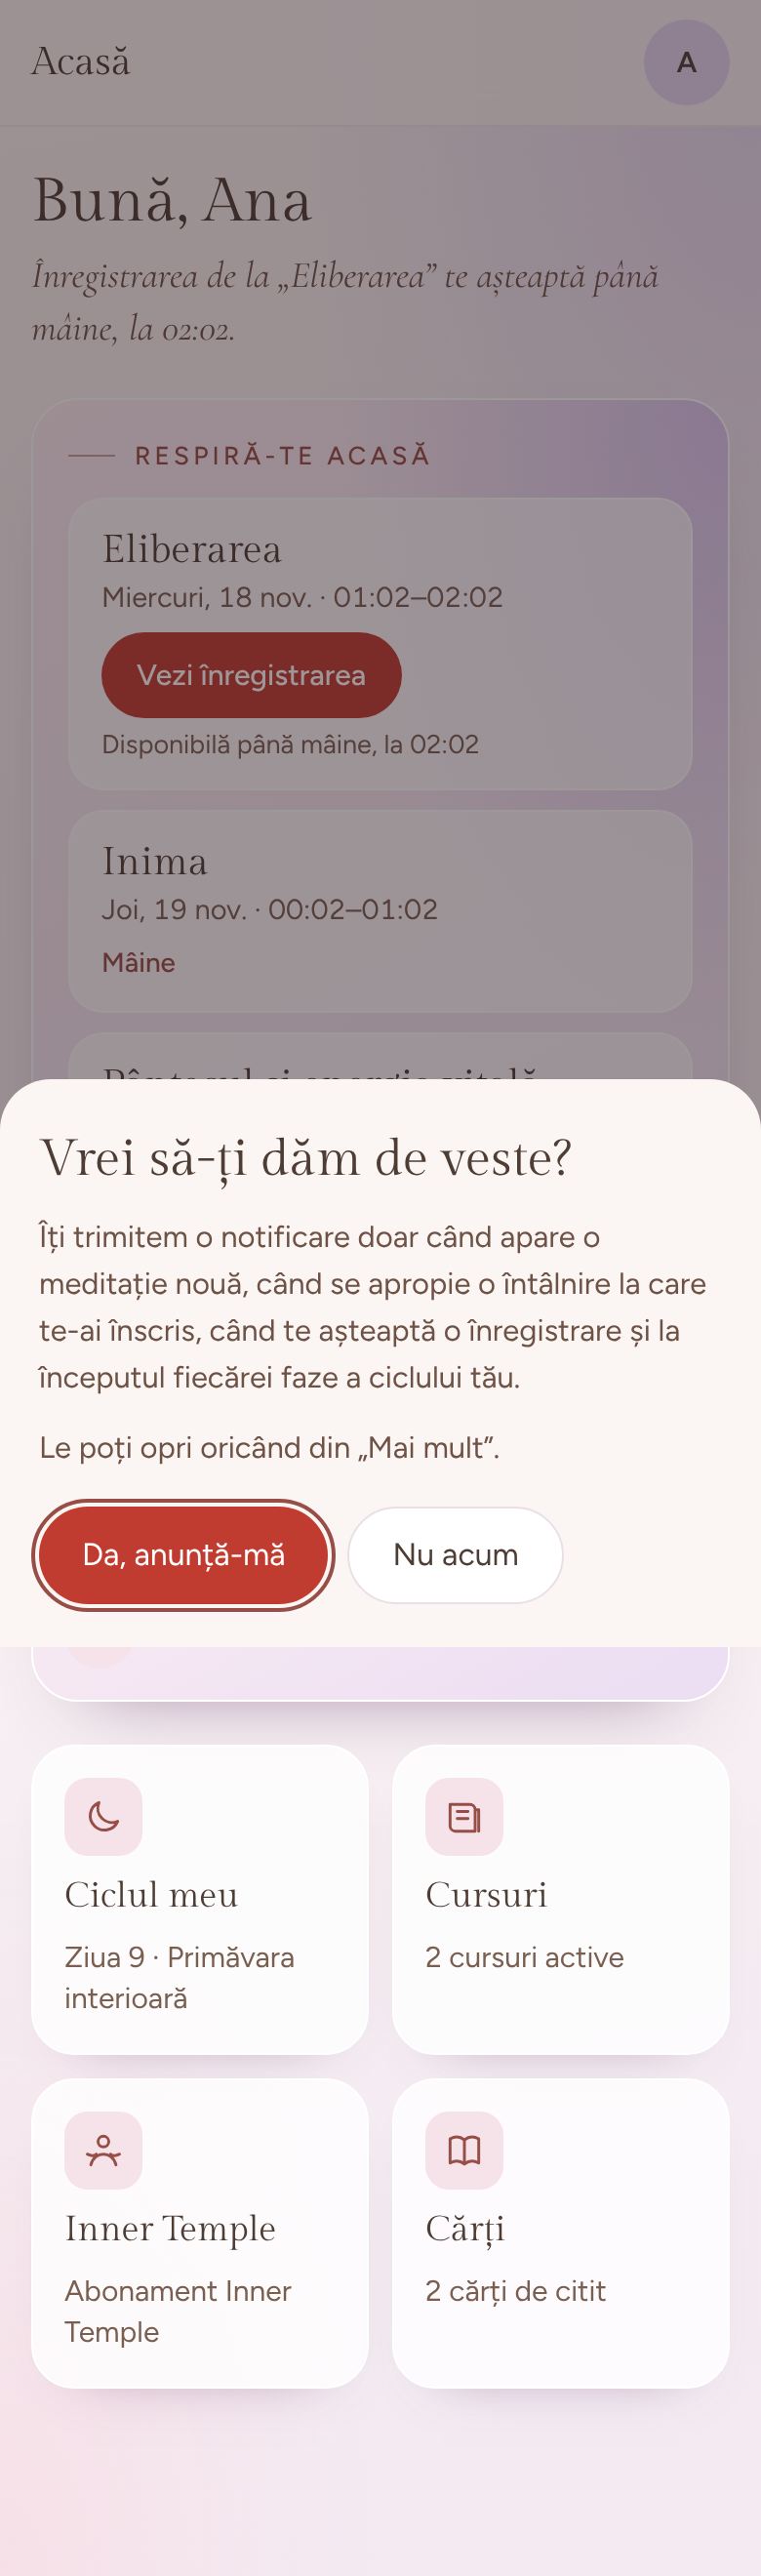 Acasă
A
Bună, Ana
Înregistrarea de la „Eliberarea” te așteaptă până
mâine, la 02:02.
RESPIRĂ-TE ACASĂ
Eliberarea
Miercuri, 18 nov. · 01:02–02:02
Vezi înregistrarea
Disponibilă până mâine, la 02:02
Inima
Joi, 19 nov. · 00:02–01:02
Mâine
Vrei să-ți dăm de veste?
Îți trimitem o notificare doar când apare o
meditație nouă, când se apropie o întâlnire la care
te-ai înscris, când te așteaptă o înregistrare și la
începutul fiecărei faze a ciclului tău.
Le poți opri oricând din „Mai mult”.
Da, anunță-mă
Nu acum
Ciclul meu
Ziua 9 · Primăvara
interioară
Cursuri
2 cursuri active
Inner Temple
Abonament Inner
Temple
Cărți
2 cărți de citit